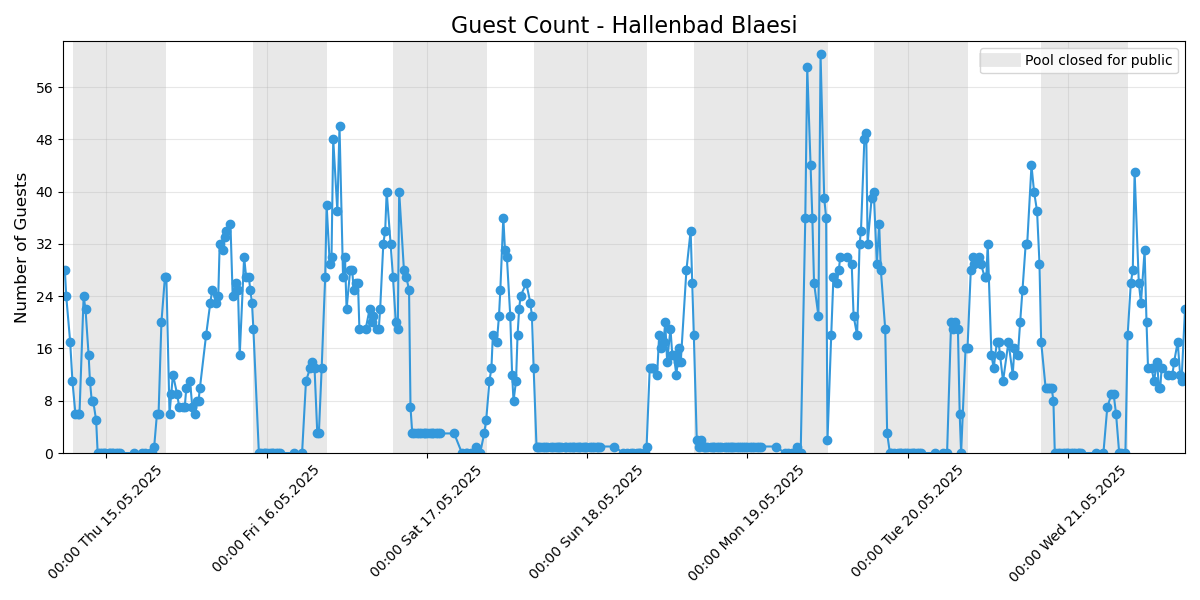 Guest Count - Hallenbad Blaesi
Pool closed for public
Number of Guests
56
48
40
32
24
16
8
0
00:00 Thu 15.05.2025
00:00 Fri 16.05.2025
00:00 Sat 17.05.2025
00:00 Sun 18.05.2025
00:00 Mon 19.05.2025
00:00 Tue 20.05.2025
00:00 Wed 21.05.2025